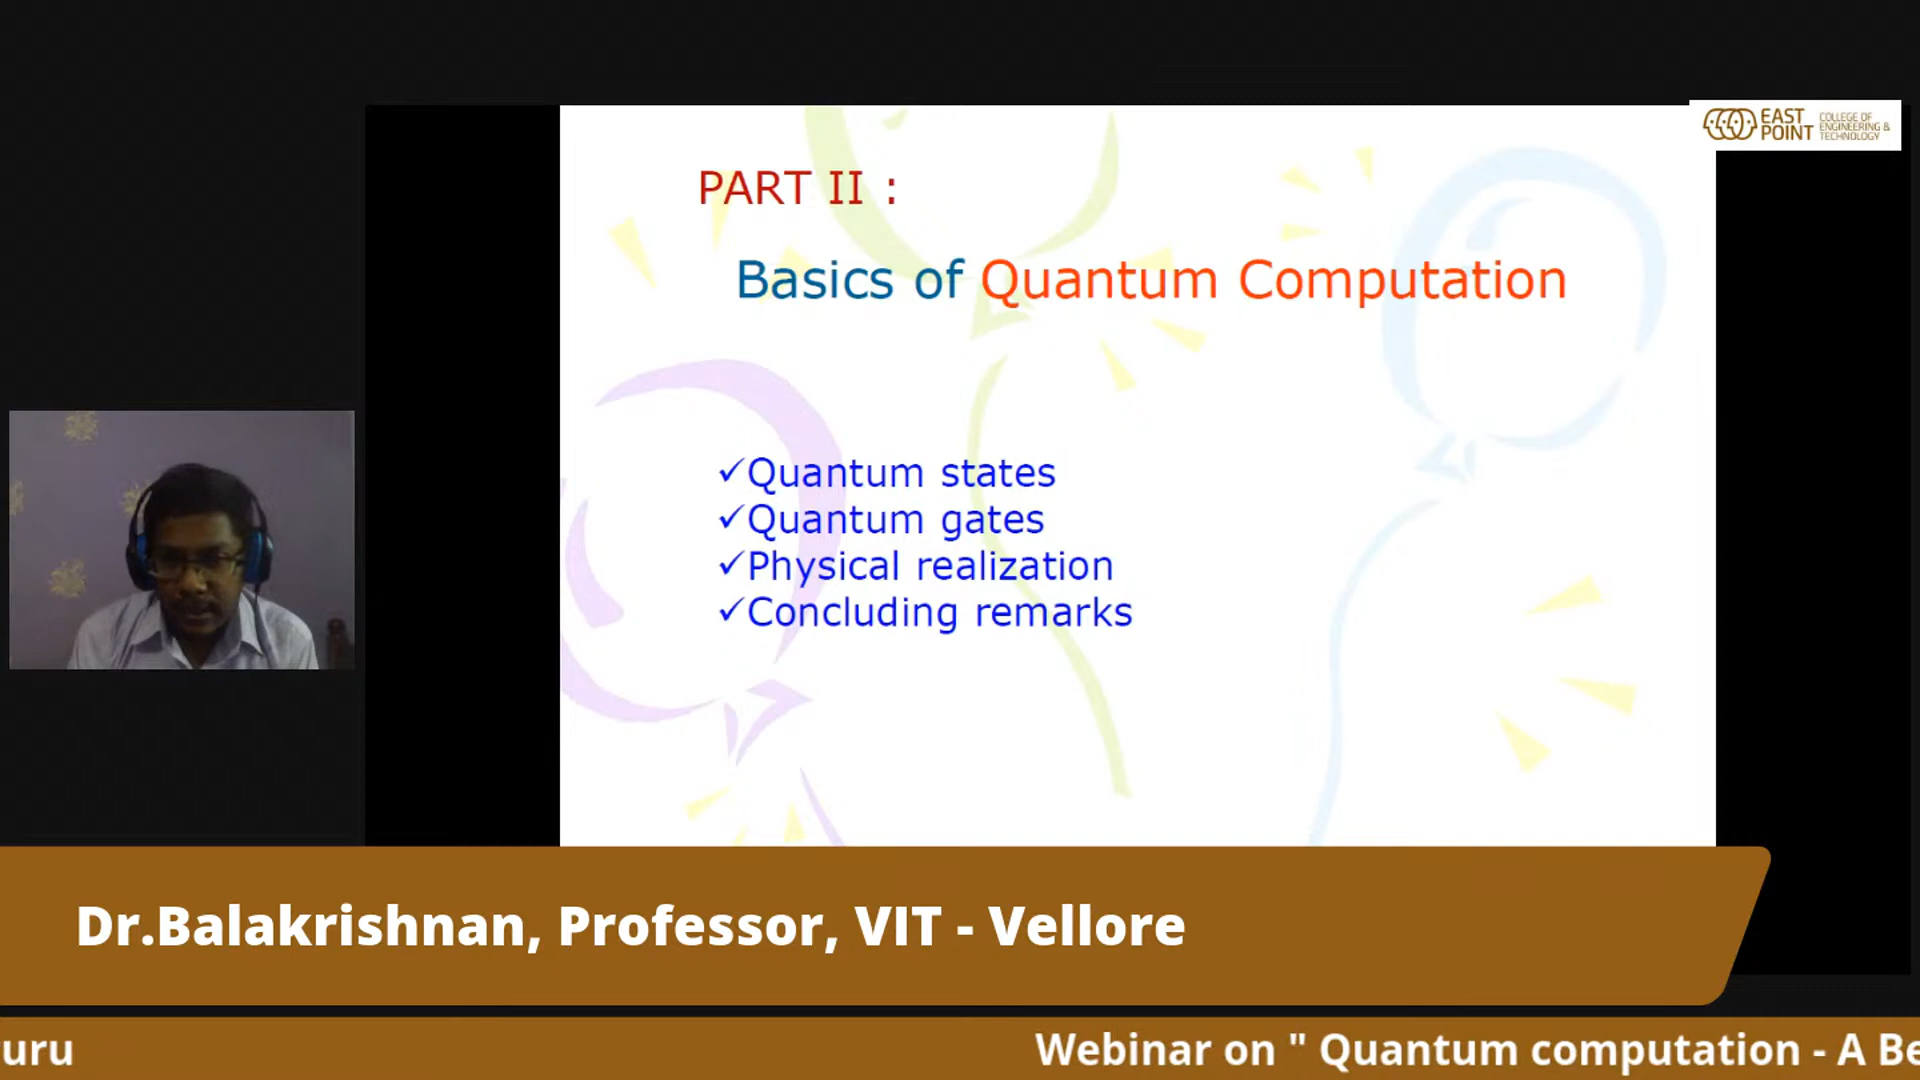 EAST
POINT
COLLEGE OF
ENGINEERING &
TECHNOLOGY
PART II :
Basics of Quantum Computation
✓Quantum states
✓Quantum gates
✓Physical realization
✓Concluding remarks
Dr.Balakrishnan, Professor, VIT - Vellore
uru
Webinar on " Quantum computation - A Be